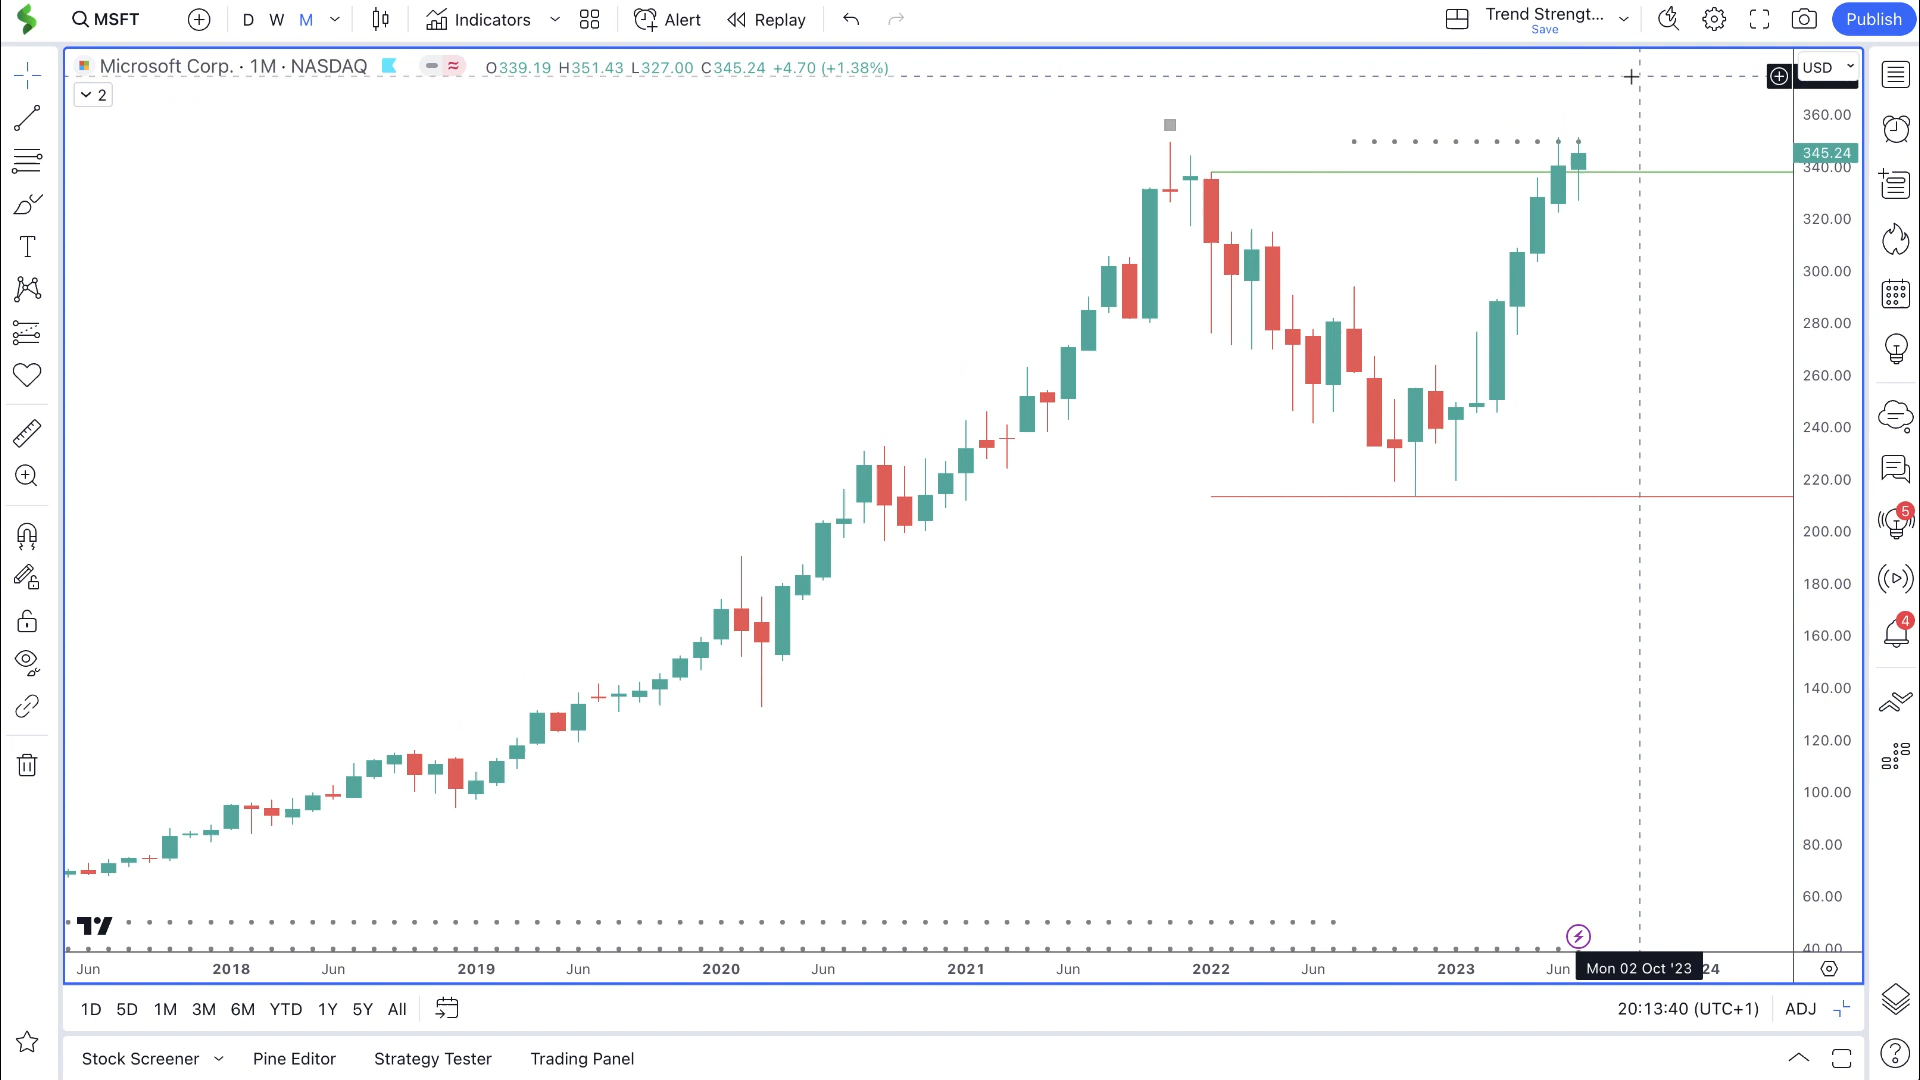 MSFT
D W M
Indicators
Alert
Replay
Trend Strengt...
Save
Publish
Microsoft Corp. · 1M · NASDAQ
O339.19 H351.43 L327.00 C345.24 +4.70 (+1.38%)
2
USD
360.00
345.24
340.00
320.00
300.00
280.00
260.00
240.00
220.00
200.00
180.00
160.00
140.00
120.00
100.00
80.00
60.00
40.00
5
4
Jun 2018 Jun 2019 Jun 2020 Jun 2021 Jun 2022 Jun 2023 Jun Mon 02 Oct '23 24
1D 5D 1M 3M 6M YTD 1Y 5Y All
20:13:40 (UTC+1) ADJ
Stock Screener Pine Editor Strategy Tester Trading Panel